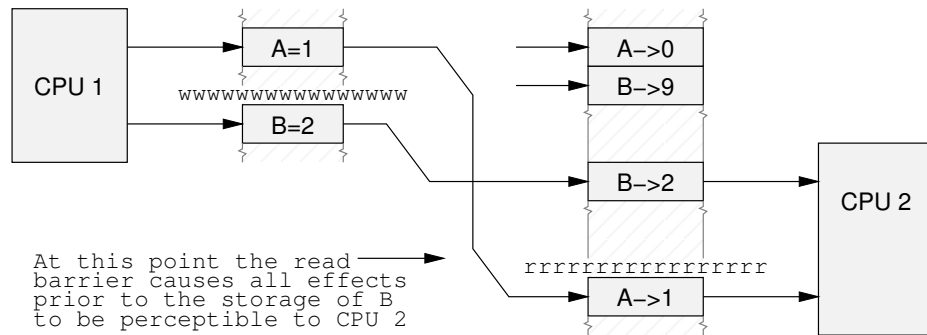 A=1
A->0
CPU 1
B->9
wwwwwwwwwwwwwwww
B=2
B->2
CPU 2
At this point the read
barrier causes all effects
prior to the storage of B
to be perceptible to CPU 2
rrrrrrrrrrrrrrrrr
A->1